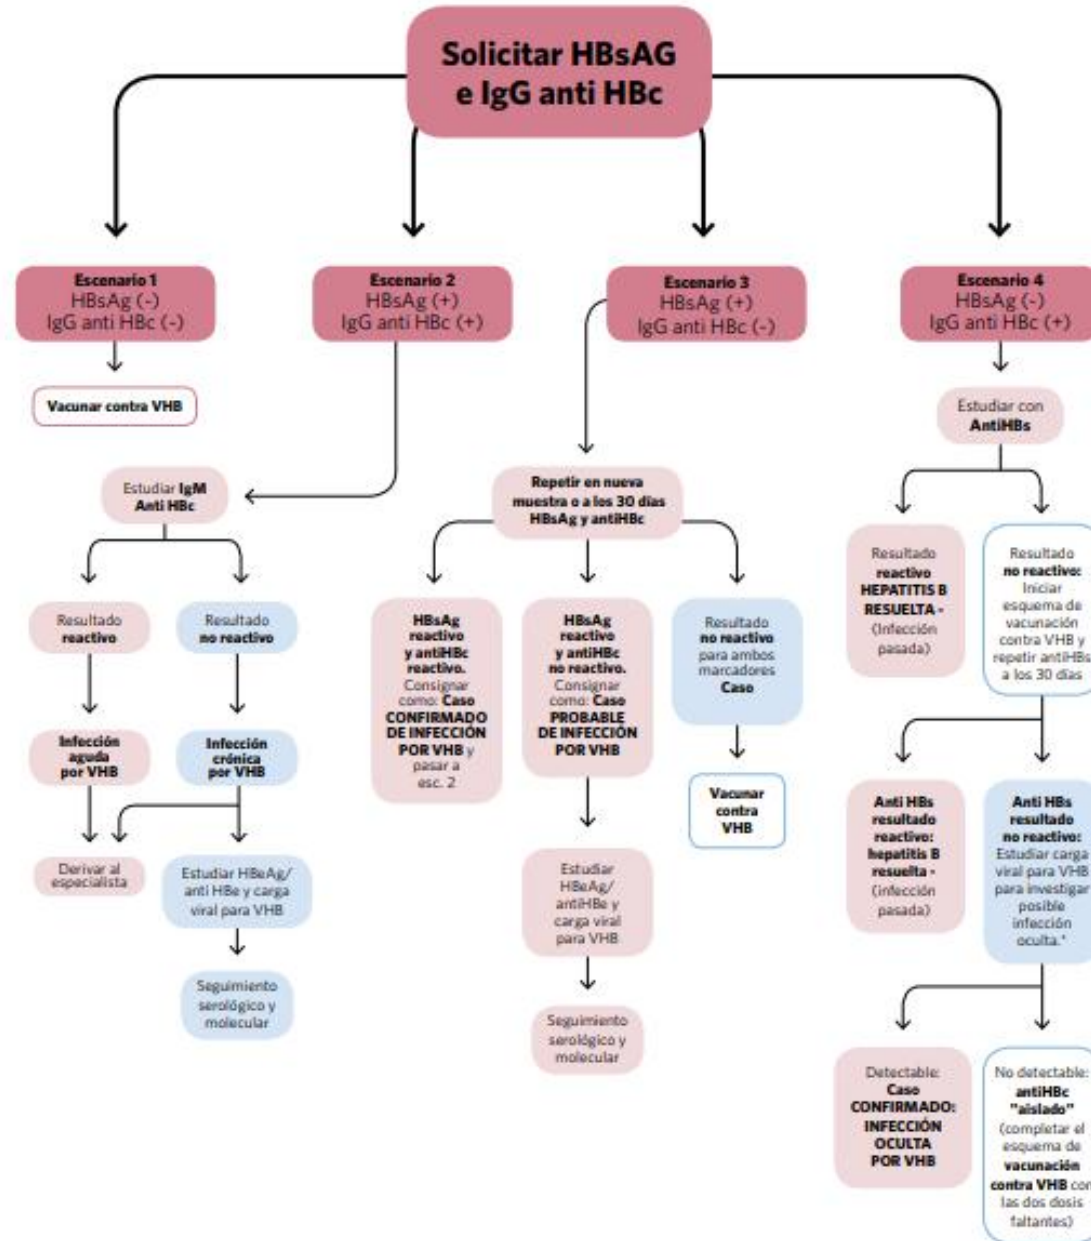 Solicitar HBsAG
e IgG anti HBc
Escenario 1
HBsAg (-)
IgG anti HBc (-)
Vacunar contra VHB
Escenario 2
HBsAg (+)
IgG anti HBc (+)
Estudiar IgM
Anti HBc
Resultado
reactivo
Infección
aguda
por VHB
Derivar al
especialista
Resultado
no reactivo
Infección
crónica
por VHB
Estudiar HBeAg/
anti HBe y carga
viral para VHB
Seguimiento
serológico y
molecular
Escenario 3
HBsAg (+)
IgG anti HBc (-)
Repetir en nueva
muestra o a los 30 días
HBsAg y antiHBc
HBsAg
reactivo
y antiHBc
reactivo.
Consignar
como: Caso
CONFIRMADO
DE INFECCIÓN
POR VHB y
pasar a
esc. 2
HBsAg
reactivo
y antiHBc
no reactivo.
Consignar
como: Caso
PROBABLE
DE INFECCIÓN
POR VHB
Estudiar
HBeAg/
antiHBe y
carga viral
para VHB
Seguimiento
serológico y
molecular
Resultado
no reactivo
para ambos
marcadores
Caso
Vacunar
contra
VHB
Escenario 4
HBsAg (-)
IgG anti HBc (+)
Estudiar con
AntiHBs
Resultado
reactivo
HEPATITIS B
RESUELTA -
(Infección
pasada)
Resultado
no reactivo:
Iniciar
esquema de
vacunación
contra VHB y
repetir antiHBs
a los 30 días
Anti HBs
resultado
reactivo:
hepatitis B
resuelta -
(infección
pasada)
Anti HBs
resultado
no reactivo:
Estudiar carga
viral para VHB
para investigar
posible
infección
oculta.*
Detectable:
Caso
CONFIRMADO:
INFECCIÓN
OCULTA
POR VHB
No detectable:
antiHBc
"aislado"
(completar el
esquema de
vacunación
contra VHB con
las dos dosis
faltantes)